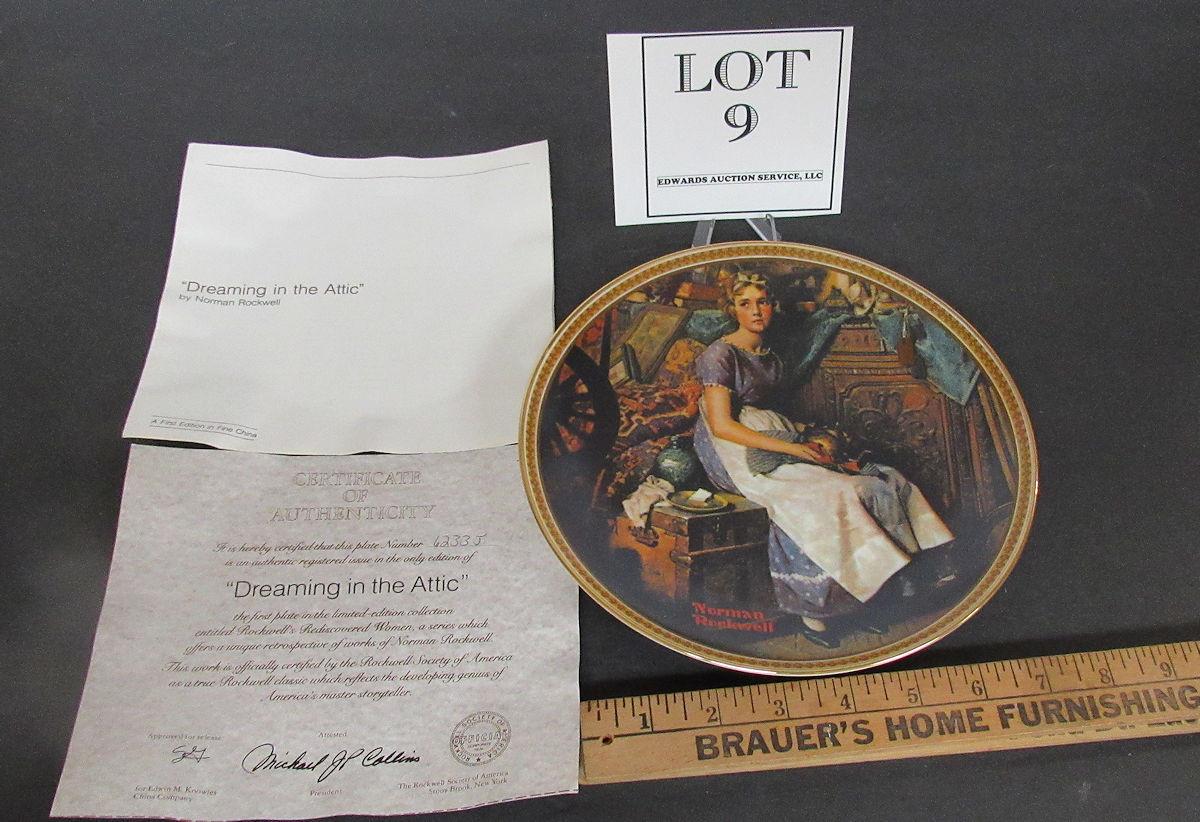 LOT
9
EDWARDS AUCTION SERVICE, LLC
"Dreaming in the Attic"
by Norman Rockwell
A First Edition in Fine China
CERTIFICATE
OF
AUTHENTICITY
It is hereby certified that this plate Number 6233J
is an authentic registered issue in the only edition of
"Dreaming in the Attic"
the first plate in the limited-edition collection
entitled Rockwell's Rediscovered Women, a series which
offers a unique retrospective of works of Norman Rockwell.
This work is officially certified by the Rockwell Society of America
as a true Rockwell classic which reflects the developing genius of
America's master storyteller.
Approved for release
Attested
Michael JP Collins
for Edwin M. Knowles
China Company
President
The Rockwell Society of America
Stony Brook, New York
OFFICIAL
Norman
Rockwell
1 2 3 4 5 6 7 8 9
BRAUER'S HOME FURNISHING